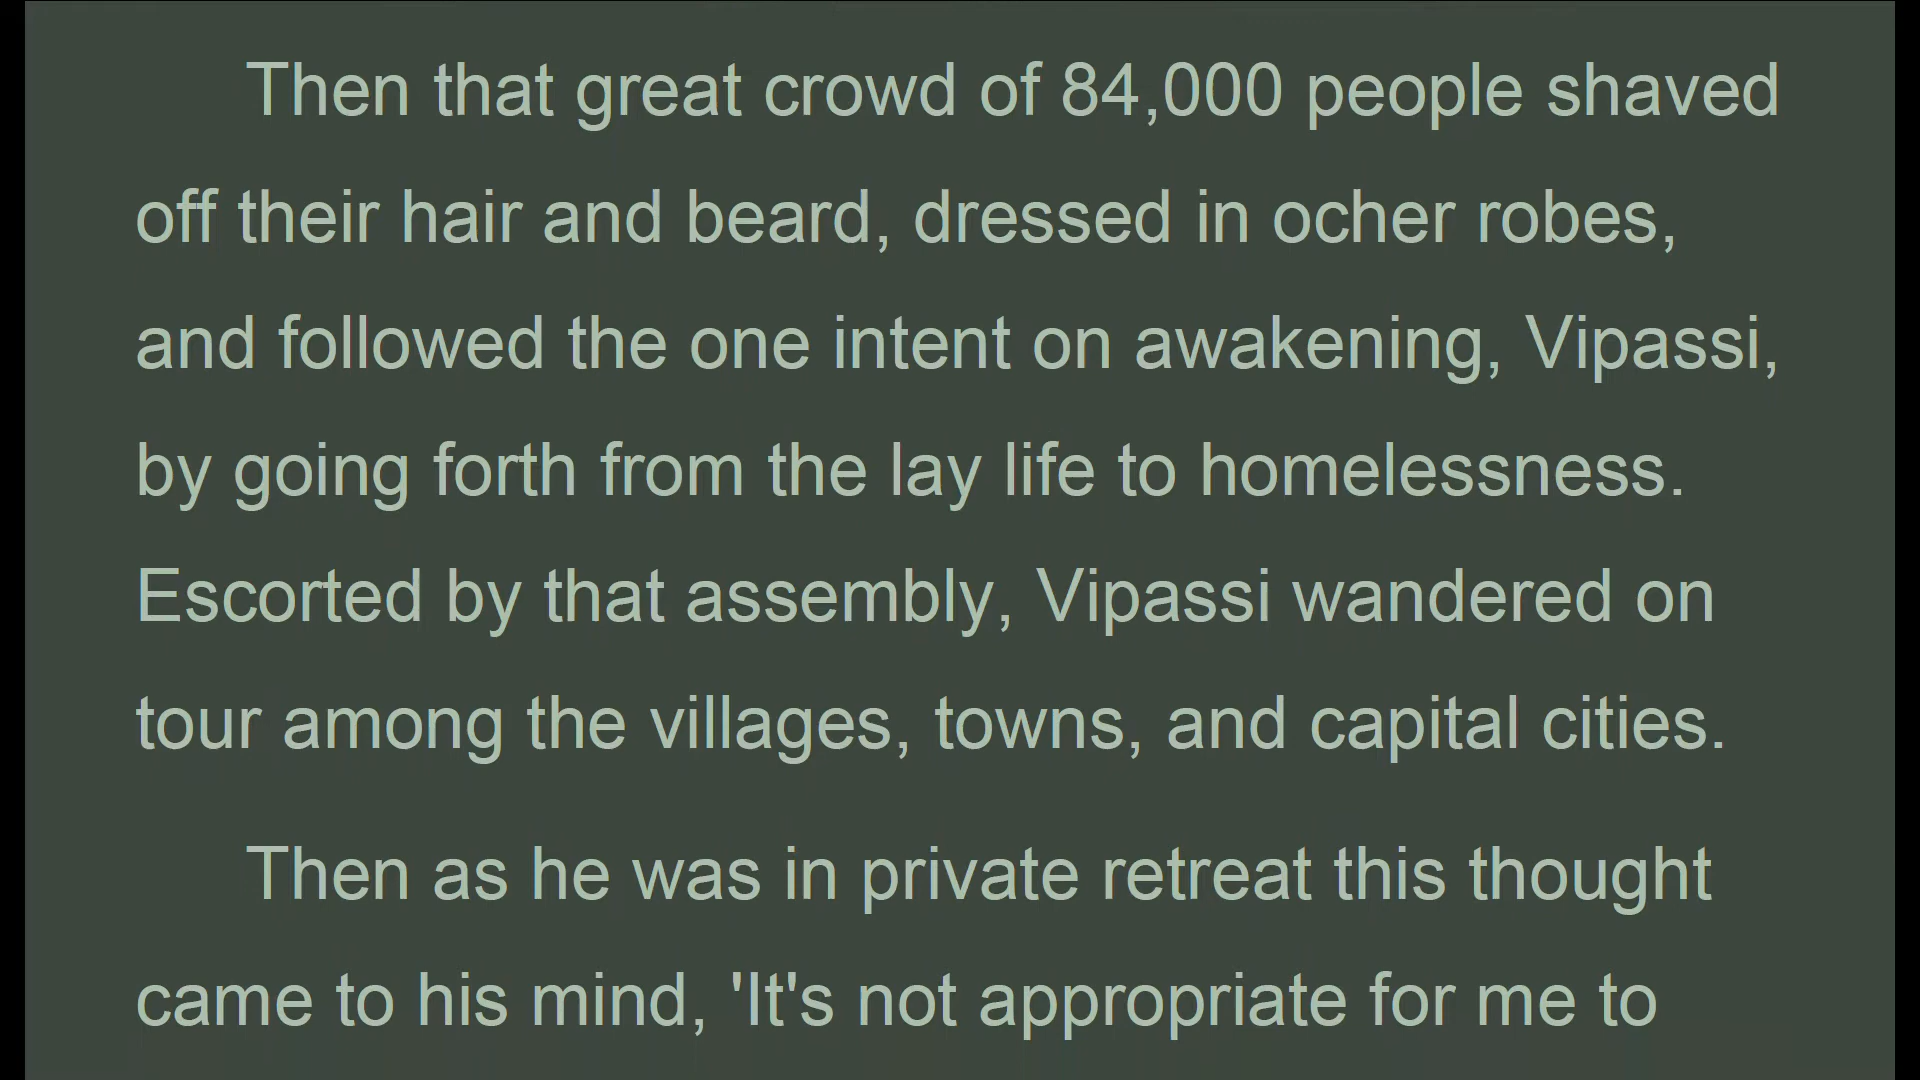 Then that great crowd of 84,000 people shaved
off their hair and beard, dressed in ocher robes,
and followed the one intent on awakening, Vipassi,
by going forth from the lay life to homelessness.
Escorted by that assembly, Vipassi wandered on
tour among the villages, towns, and capital cities.
Then as he was in private retreat this thought
came to his mind, 'It's not appropriate for me to